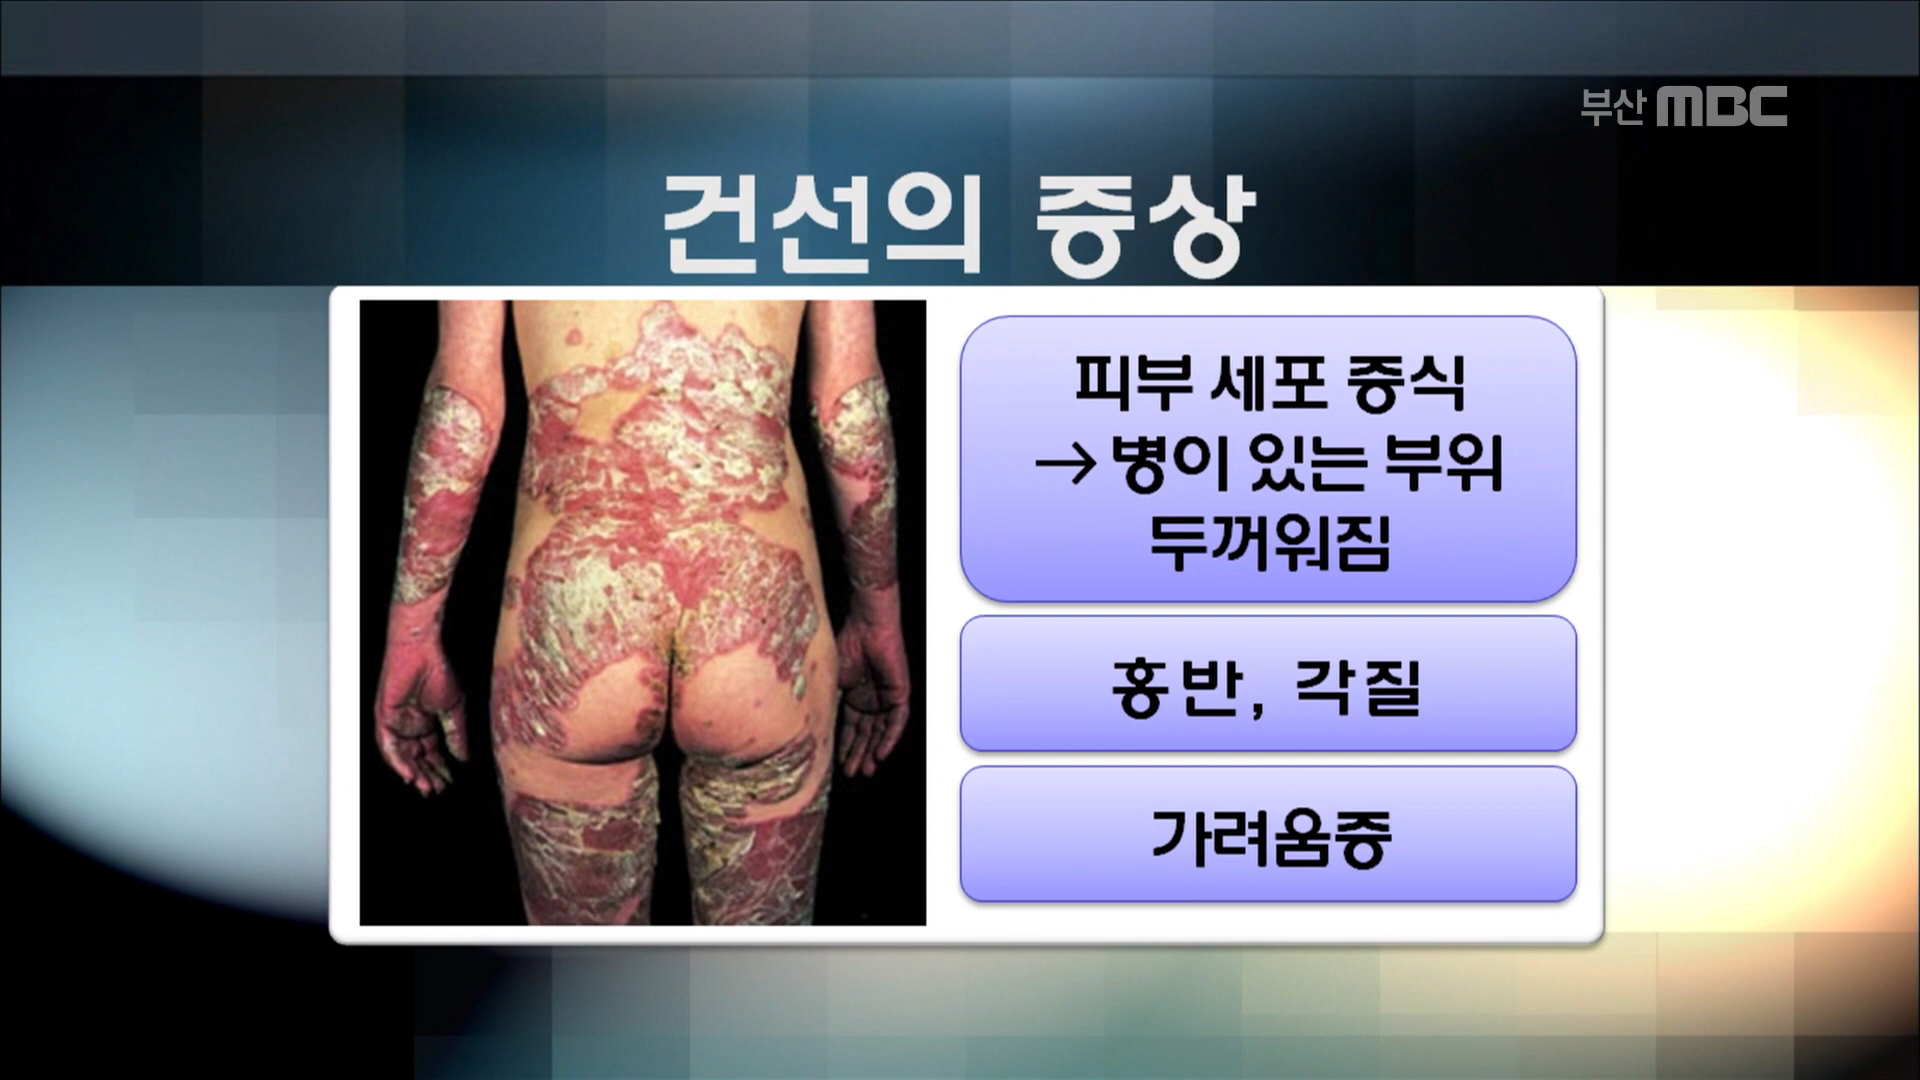 부산 MBC
건선의 증상
피부 세포 증식
→ 병이 있는 부위
두꺼워짐
홍반, 각질
가려움증